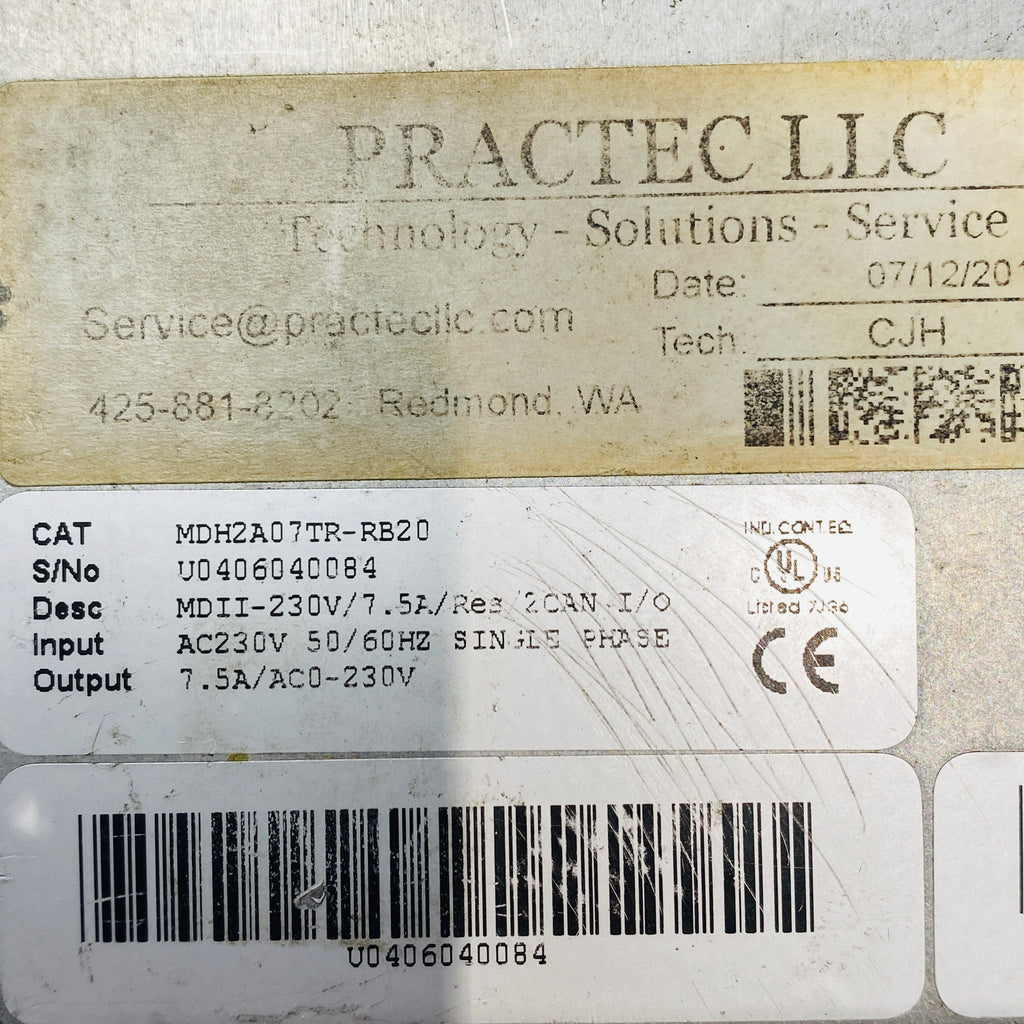 PRACTEC LLC
Technology - Solutions - Service
Date: 07/12/201
Service@practecllc.com
Tech: CJH
425-881-8202 Redmond, WA
CAT MDH2A07TR-RB20
S/No U0406040084
Desc MDII-230V/7.5A/Res/2CAN I/O
Input AC230V 50/60HZ SINGLE PHASE
Output 7.5A/AC0-230V
IND.CONT.EQ
C UL US
Listed
CE
U0406040084